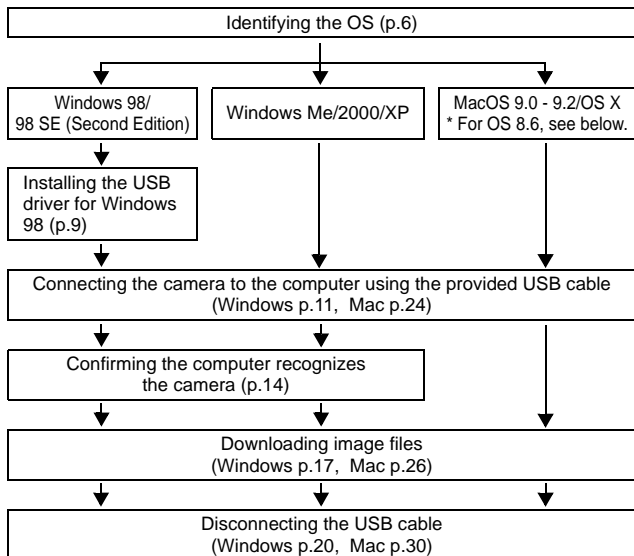 Identifying the OS (p.6)
Windows 98/
98 SE (Second Edition)
Windows Me/2000/XP
MacOS 9.0 - 9.2/OS X
* For OS 8.6, see below.
Installing the USB
driver for Windows
98 (p.9)
Connecting the camera to the computer using the provided USB cable
(Windows p.11, Mac p.24)
Confirming the computer recognizes
the camera (p.14)
Downloading image files
(Windows p.17, Mac p.26)
Disconnecting the USB cable
(Windows p.20, Mac p.30)